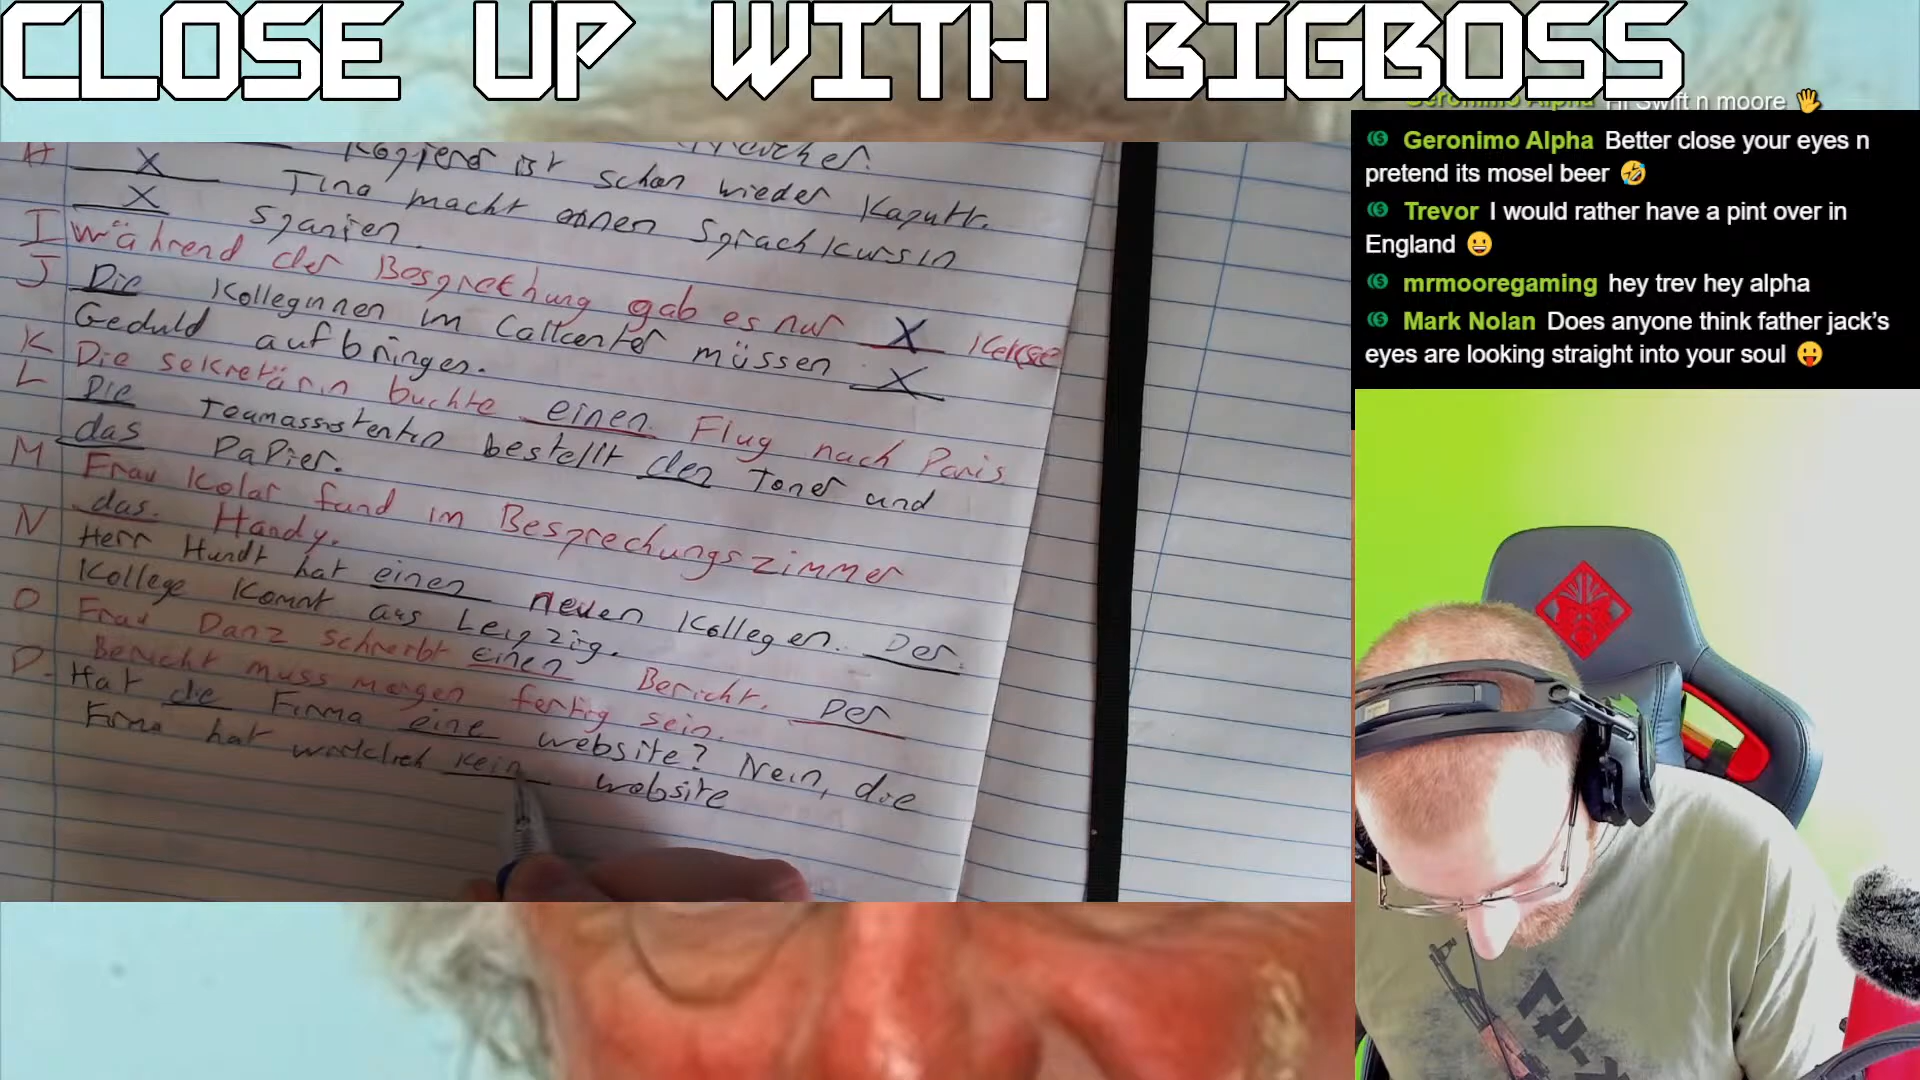 CLOSE UP WITH BIGBOSS
Geronimo Alpha Hi Swift n moore 🖐
Geronimo Alpha Better close your eyes n
pretend its mosel beer 🤣
Trevor I would rather have a pint over in
England 😀
mrmooregaming hey trev hey alpha
Mark Nolan Does anyone think father jack's
eyes are looking straight into your soul 😛
H X ist schon wieder Kaputt.
X Tina macht einen Sprachkurs in
Spanien.
I während der Besprechung gab es nur X Kekse
J Die Kolleginnen im Callcenter müssen X
Geduld aufbringen.
K Die sekretärin buchte einen Flug nach Paris
L Die Teamassistentin bestellt den Toner und
das PaPier.
M Frau Kolar fand im Besprechungszimmer
das. Handy.
N Herr Hundt hat einen neuen Kollegen. Der.
Kollege Kommt aus Leipzig.
O Frau Danz schreibt einen Bericht. Der
Bericht muss morgen fertig sein.
P. Hat die Firma eine website? Nein, die
Firma hat wirklich Kein website